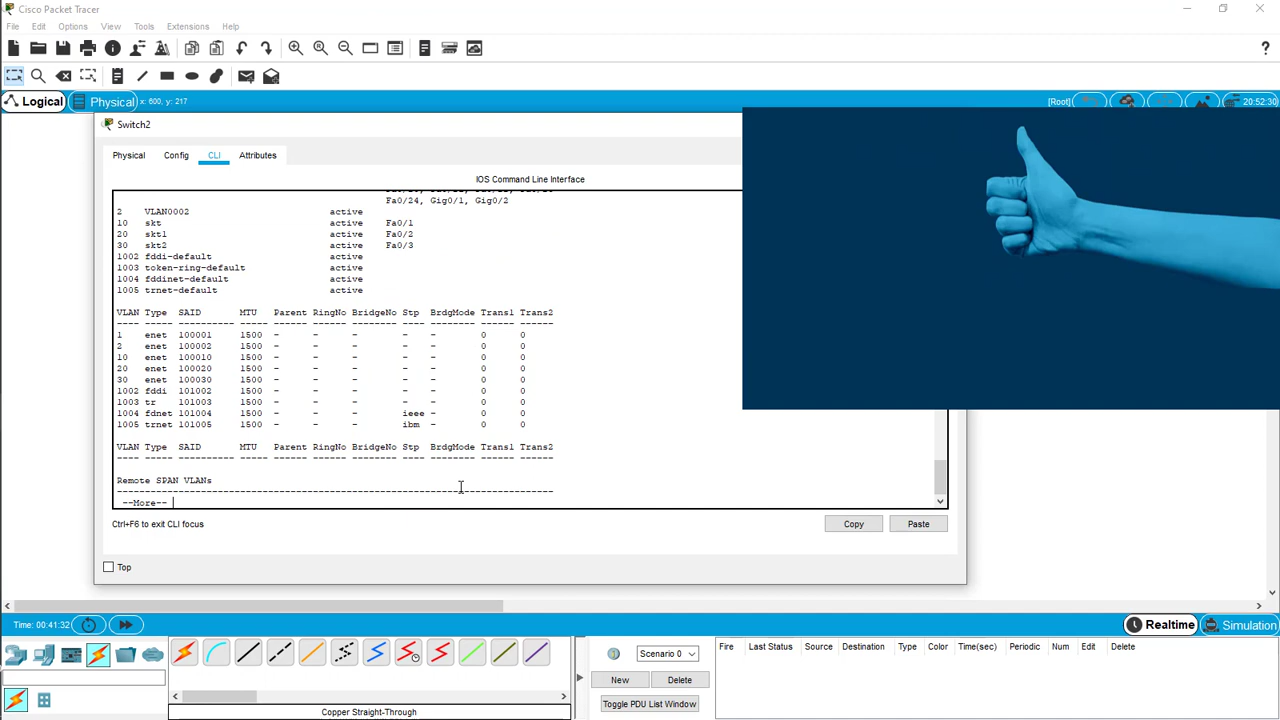 Cisco Packet Tracer
File Edit Options View Tools Extensions Help
?
Logical Physical x: 600, y: 217 [Root] 20:52:30
Switch2
Physical Config CLI Attributes
IOS Command Line Interface
Fa0/24, Gig0/1, Gig0/2
2 VLAN0002 active
10 skt active Fa0/1
20 skt1 active Fa0/2
30 skt2 active Fa0/3
1002 fddi-default active
1003 token-ring-default active
1004 fddinet-default active
1005 trnet-default active
VLAN Type SAID MTU Parent RingNo BridgeNo Stp BrdgMode Trans1 Trans2
---- ----- ---------- ----- ------ ------ -------- ---- -------- ------ ------
1 enet 100001 1500 - - - - - 0 0
2 enet 100002 1500 - - - - - 0 0
10 enet 100010 1500 - - - - - 0 0
20 enet 100020 1500 - - - - - 0 0
30 enet 100030 1500 - - - - - 0 0
1002 fddi 101002 1500 - - - - - 0 0
1003 tr 101003 1500 - - - - - 0 0
1004 fdnet 101004 1500 - - - ieee - 0 0
1005 trnet 101005 1500 - - - ibm - 0 0
VLAN Type SAID MTU Parent RingNo BridgeNo Stp BrdgMode Trans1 Trans2
---- ----- ---------- ----- ------ ------ -------- ---- -------- ------ ------
Remote SPAN VLANs
------------------------------------------------------------------------------
--More--
Ctrl+F6 to exit CLI focus Copy Paste
Top
Time: 00:41:32 Realtime Simulation
Scenario 0 Fire Last Status Source Destination Type Color Time(sec) Periodic Num Edit Delete
New Delete
Toggle PDU List Window
Copper Straight-Through